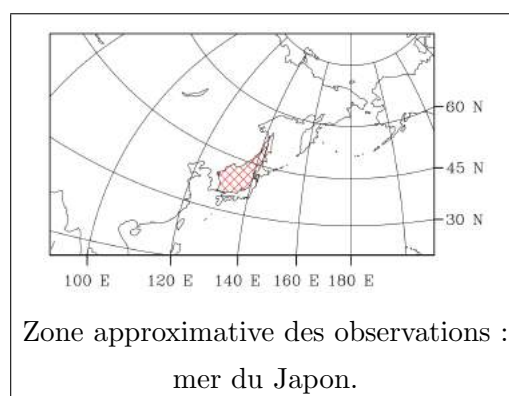 60 N
45 N
30 N
100 E 120 E 140 E 160 E 180 E
Zone approximative des observations :
mer du Japon.